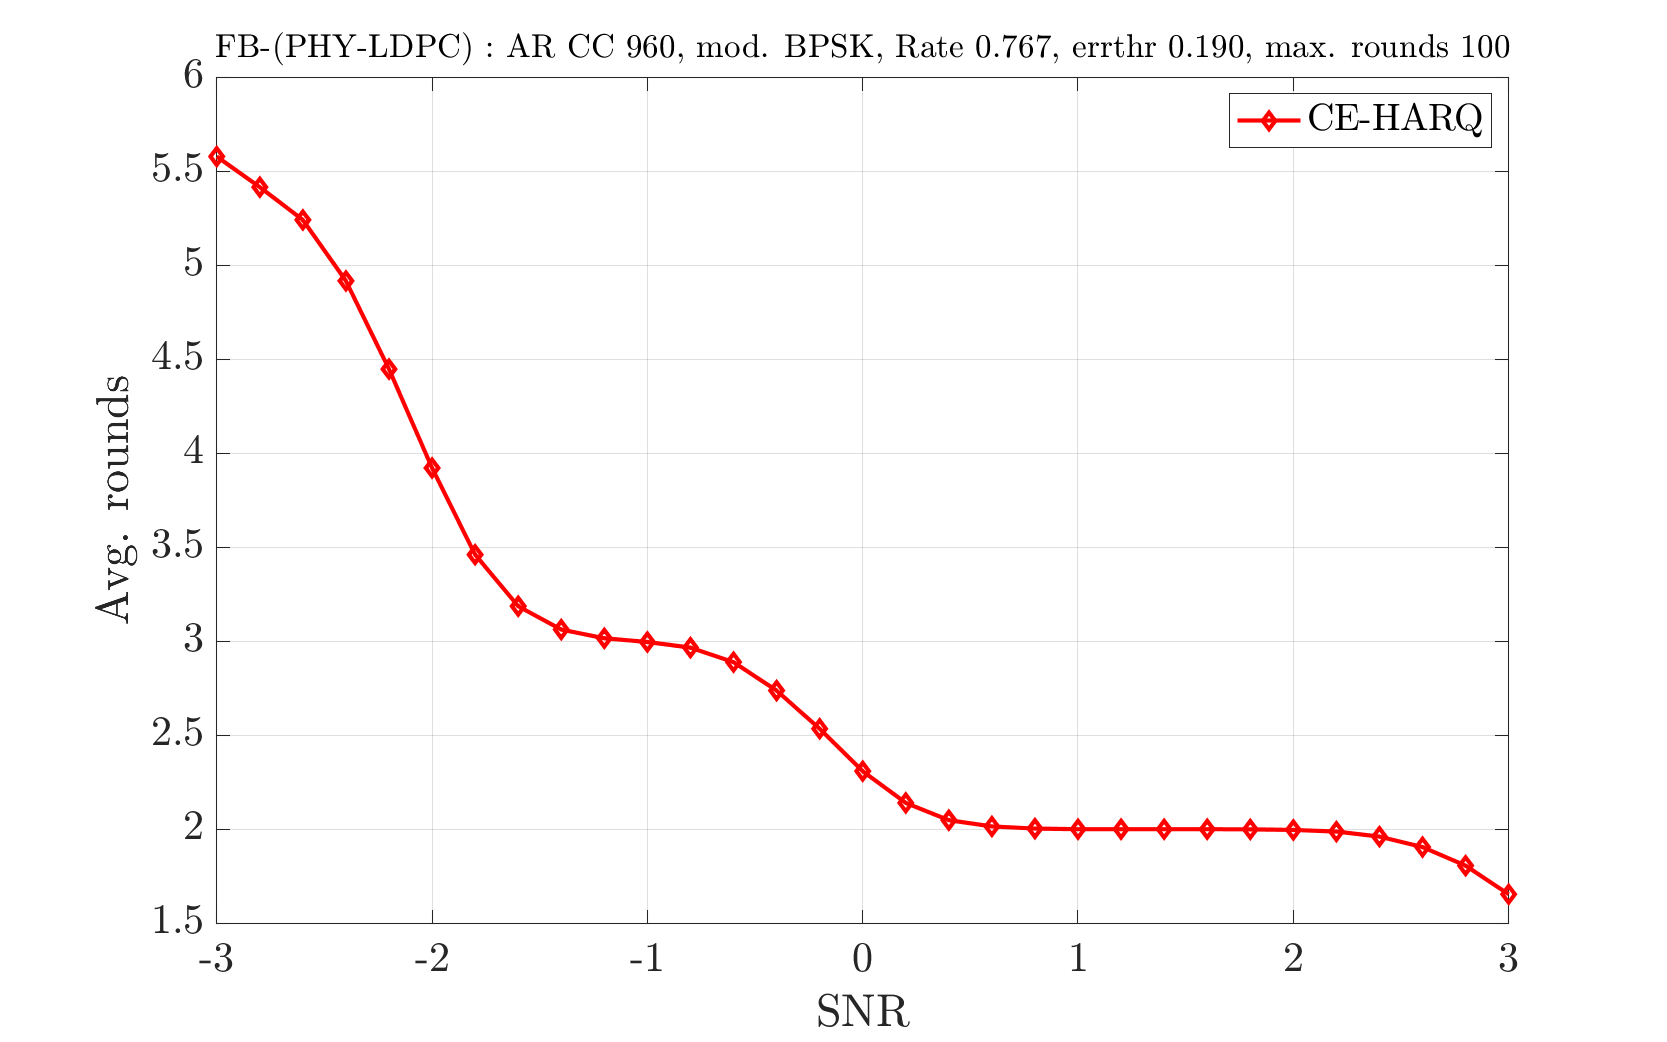 FB-(PHY-LDPC) : AR CC 960, mod. BPSK, Rate 0.767, errthr 0.190, max. rounds 100
CE-HARQ
6
5.5
5
4.5
4
3.5
3
2.5
2
1.5
Avg. rounds
-3 -2 -1 0 1 2 3
SNR